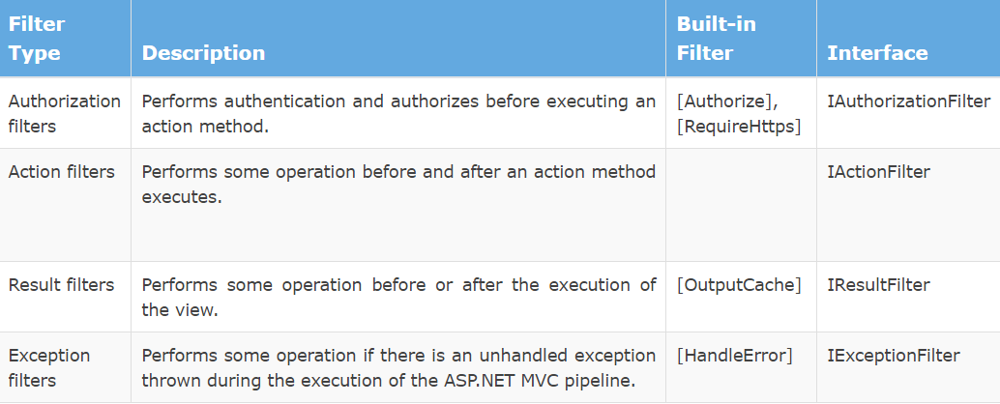 Filter Type
Description
Built-in Filter
Interface
Authorization filters
Performs authentication and authorizes before executing an
action method.
[Authorize],
[RequireHttps]
IAuthorizationFilter
Action filters
Performs some operation before and after an action method
executes.
IActionFilter
Result filters
Performs some operation before or after the execution of
the view.
[OutputCache]
IResultFilter
Exception filters
Performs some operation if there is an unhandled exception
thrown during the execution of the ASP.NET MVC pipeline.
[HandleError]
IExceptionFilter